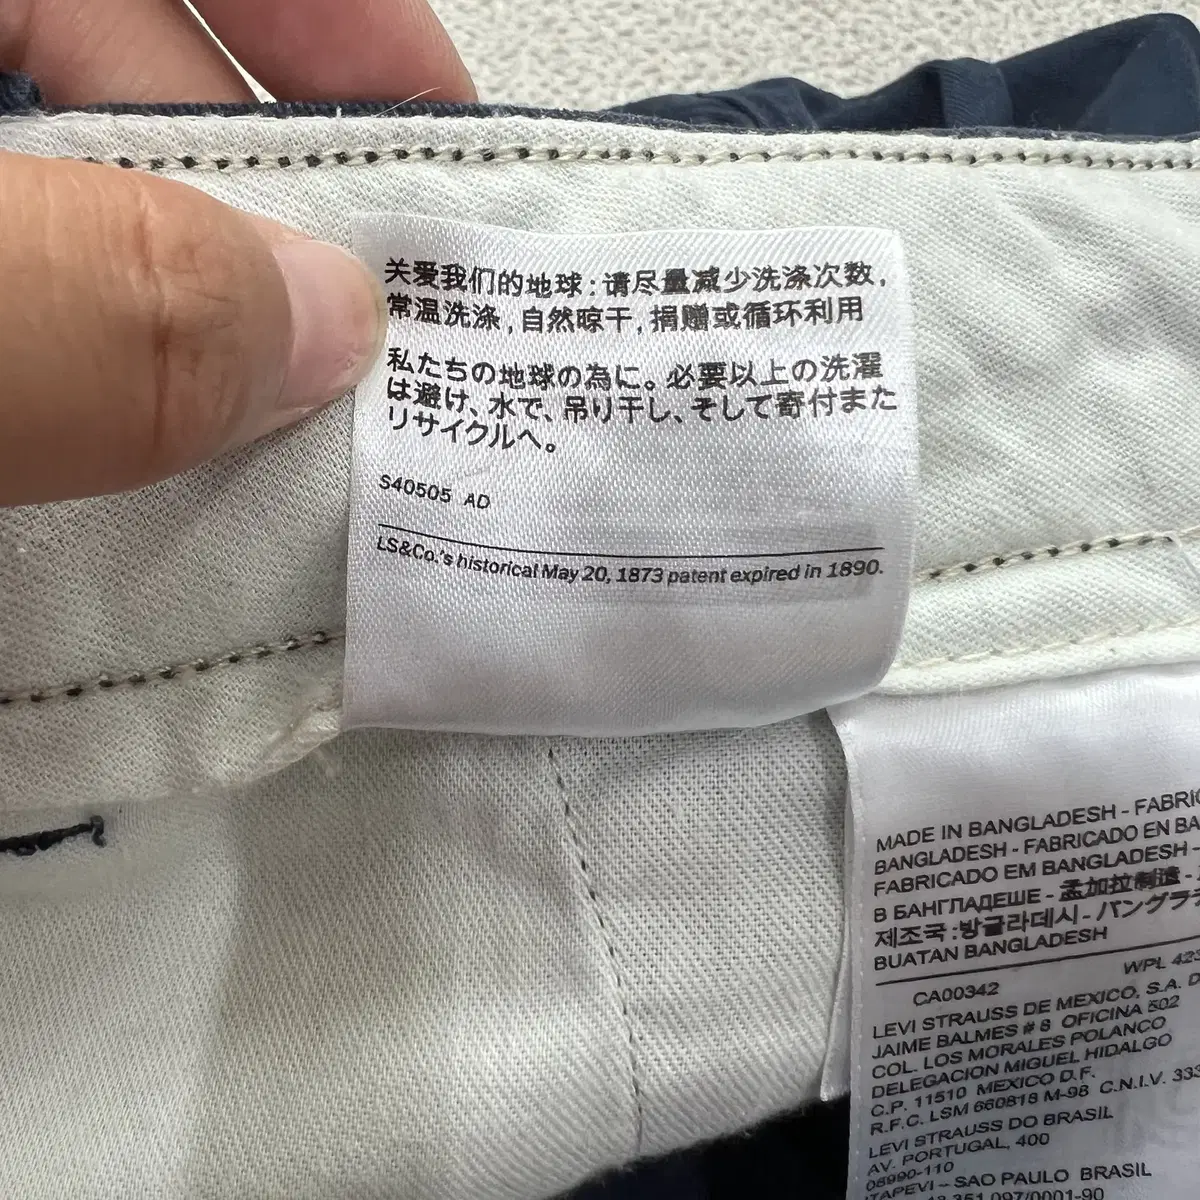 关爱我们的地球:请尽量减少洗涤次数,
常温洗涤,自然晾干,捐赠或循环利用
私たちの地球の為に。必要以上の洗濯
は避け、水で、吊り干し、そして寄付また
リサイクルへ。
S40505 AD
LS&Co.'s historical May 20, 1873 patent expired in 1890.
MADE IN BANGLADESH - FABRIC
BANGLADESH - FABRICADO EN BA
FABRICADO EM BANGLADESH -
В БАНГЛАДЕШЕ - 孟加拉制造 -
제조국 :방글라데시 - バングラデ
BUATAN BANGLADESH
CA00342 WPL 423
LEVI STRAUSS DE MEXICO, S.A. D
JAIME BALMES # 8 OFICINA 502
COL. LOS MORALES POLANCO
DELEGACION MIGUEL HIDALGO
C.P. 11510 MEXICO D.F.
R.F.C. LSM 660818 M-98 C.N.I.V. 333
LEVI STRAUSS DO BRASIL
AV. PORTUGAL, 400
06990-110
ITAPEVI – SAO PAULO BRASIL
351.097/0001-90